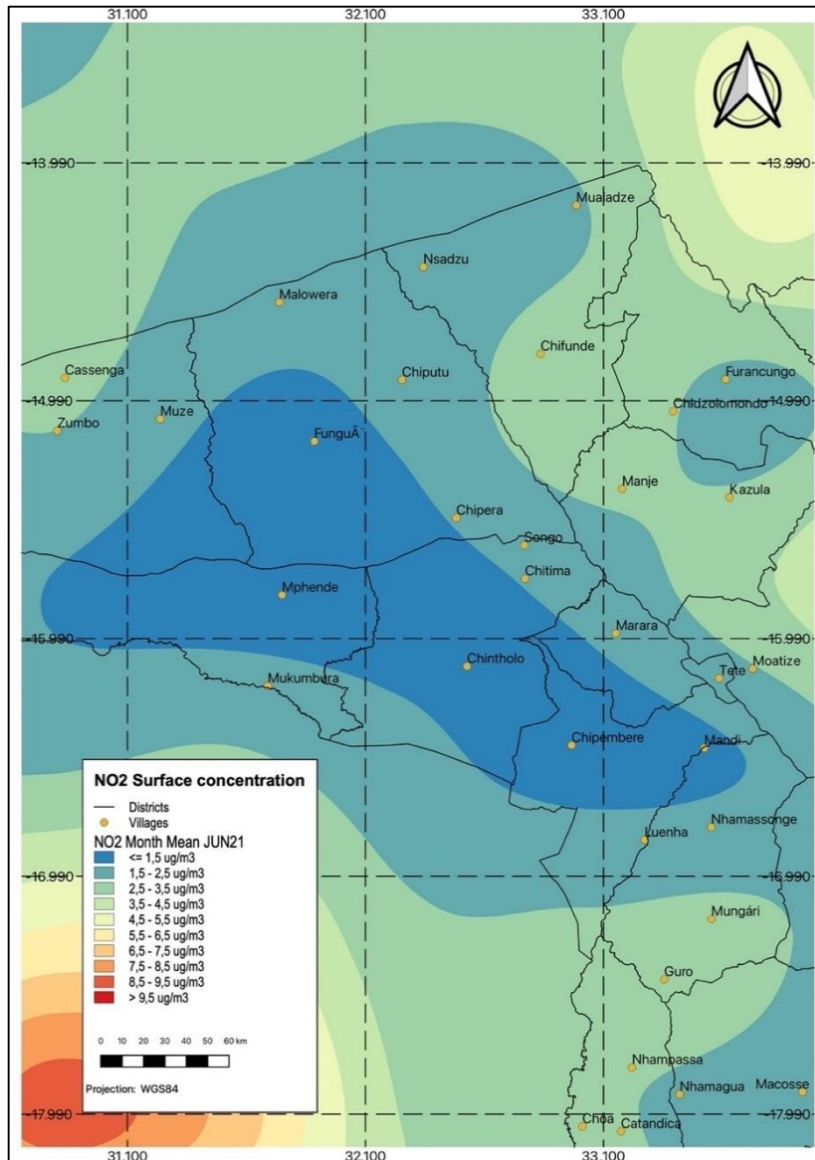 31.100 32.100 33.100
-13.990 -13.990
Mualadze
Nsadzu
Malowera
Chifunde
Cassenga
Chiputu
Furancungo
-14.990 -14.990
Chidzolomondo
Muze
Zumbo
FunguÃ¨
Manje
Kazula
Chipera
Songo
Chitima
Mphende
Marara
-15.990 -15.990
Chintholo
Moatize
Tete
Mukumbura
Chipembere
Mandi
NO2 Surface concentration
Districts
Villages
NO2 Month Mean JUN21
<= 1,5 ug/m3
1,5 - 2,5 ug/m3
2,5 - 3,5 ug/m3
3,5 - 4,5 ug/m3
4,5 - 5,5 ug/m3
5,5 - 6,5 ug/m3
6,5 - 7,5 ug/m3
7,5 - 8,5 ug/m3
8,5 - 9,5 ug/m3
> 9,5 ug/m3
0 10 20 30 40 50 60 km
Projection: WGS84
Nhamassonge
Luenha
-16.990 -16.990
Mungári
Guro
Nhampassa
Nhamagua
Macosse
-17.990 -17.990
Choa
Catandica
31.100 32.100 33.100